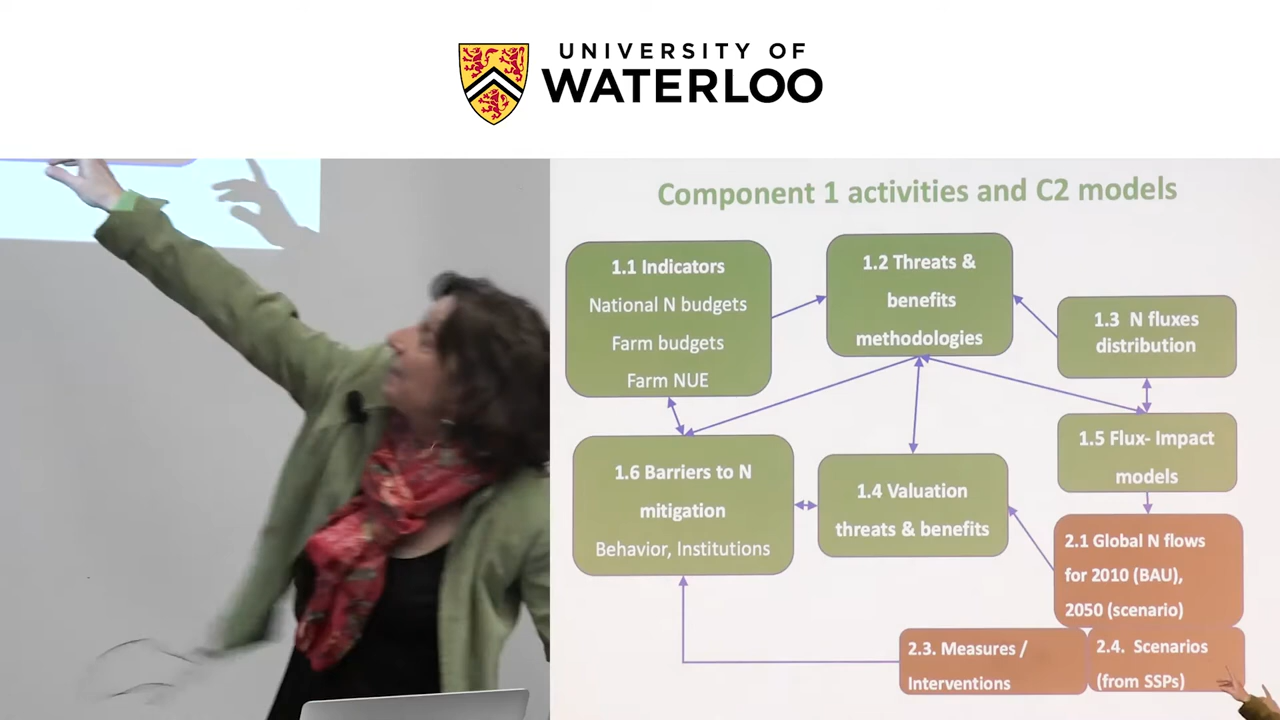 UNIVERSITY OF
WATERLOO
Component 1 activities and C2 models
1.1 Indicators
National N budgets
Farm budgets
Farm NUE
1.2 Threats &
benefits
methodologies
1.3 N fluxes
distribution
1.6 Barriers to N
mitigation
Behavior, Institutions
1.4 Valuation
threats & benefits
1.5 Flux- Impact
models
2.1 Global N flows
for 2010 (BAU),
2050 (scenario)
2.3. Measures /
Interventions
2.4. Scenarios
(from SSPs)